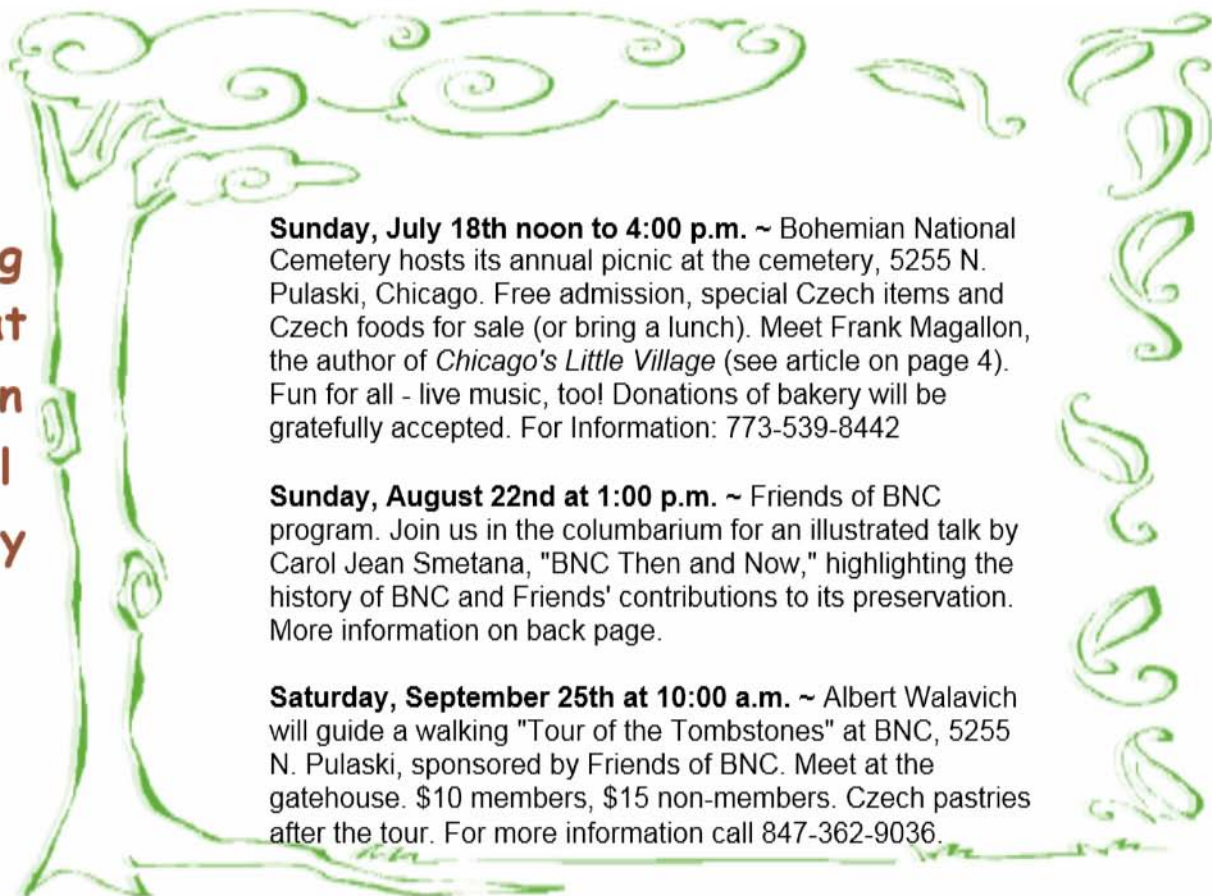 Sunday, July 18th noon to 4:00 p.m. ~ Bohemian National
Cemetery hosts its annual picnic at the cemetery, 5255 N.
Pulaski, Chicago. Free admission, special Czech items and
Czech foods for sale (or bring a lunch). Meet Frank Magallon,
the author of Chicago's Little Village (see article on page 4).
Fun for all - live music, too! Donations of bakery will be
gratefully accepted. For Information: 773-539-8442
Sunday, August 22nd at 1:00 p.m. ~ Friends of BNC
program. Join us in the columbarium for an illustrated talk by
Carol Jean Smetana, "BNC Then and Now," highlighting the
history of BNC and Friends' contributions to its preservation.
More information on back page.
Saturday, September 25th at 10:00 a.m. ~ Albert Walavich
will guide a walking "Tour of the Tombstones" at BNC, 5255
N. Pulaski, sponsored by Friends of BNC. Meet at the
gatehouse. $10 members, $15 non-members. Czech pastries
after the tour. For more information call 847-362-9036.